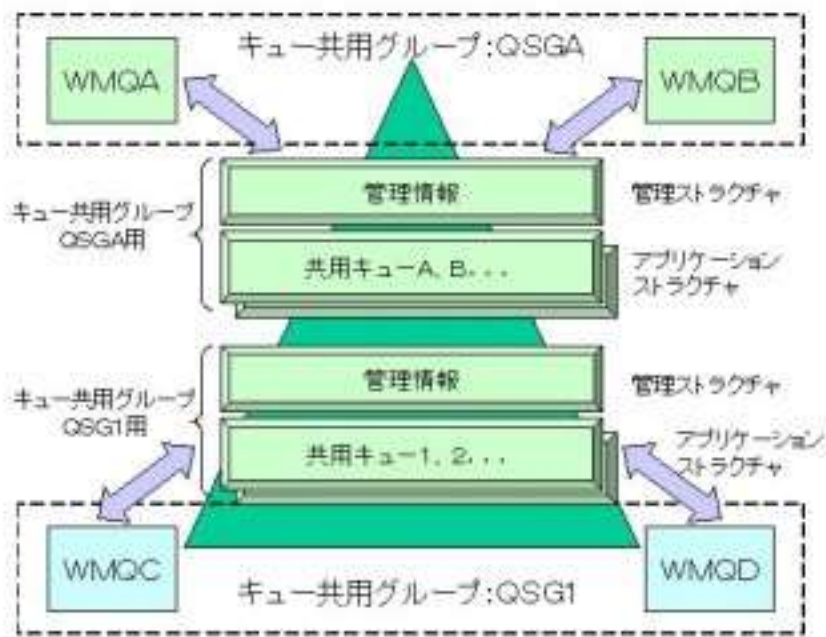 キュー共用グループ:QSGA
WMQA
WMQB
キュー共用グループ
QSGA用
管理情報
管理ストラクチャ
共用キューA, B・・・
アプリケーション
ストラクチャ
キュー共用グループ
QSG1用
管理情報
管理ストラクチャ
共用キュー1, 2・・・
アプリケーション
ストラクチャ
WMQC
WMQD
キュー共用グループ:QSG1